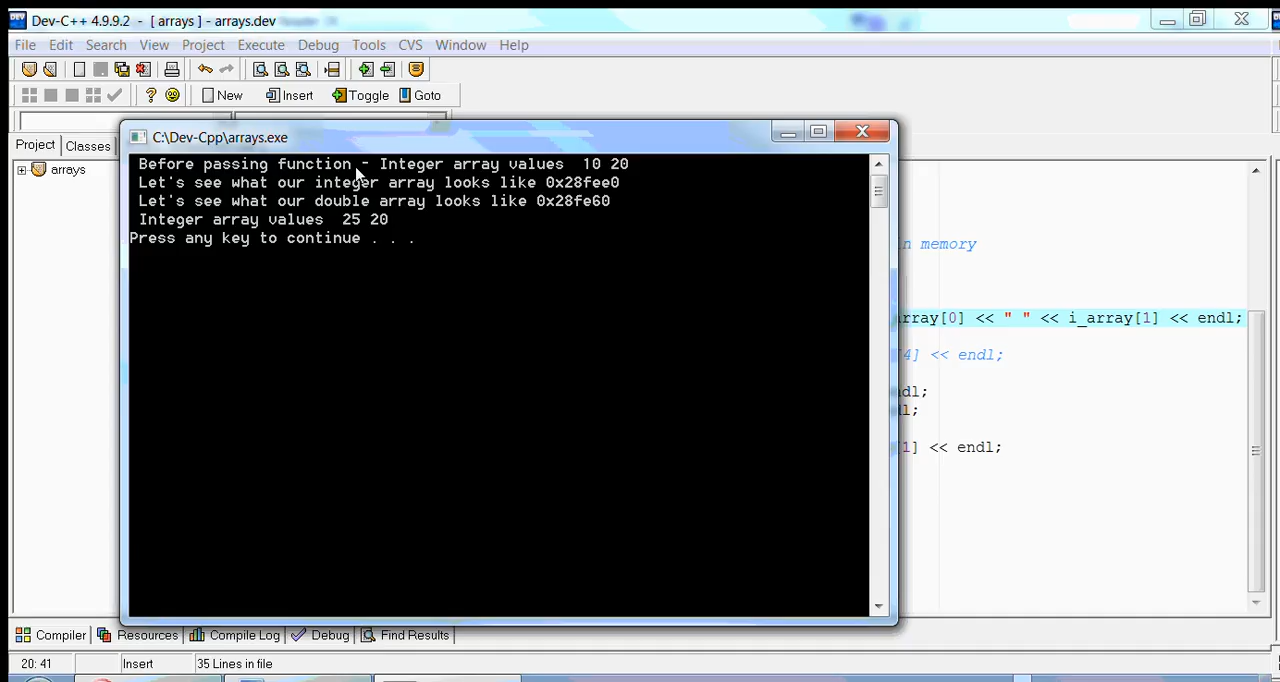 Dev-C++ 4.9.9.2 - [ arrays ] - arrays.dev
File Edit Search View Project Execute Debug Tools CVS Window Help
New Insert Toggle Goto
Project Classes
arrays
C:\Dev-Cpp\arrays.exe
Before passing function - Integer array values 10 20
Let's see what our integer array looks like 0x28fee0
Let's see what our double array looks like 0x28fe60
Integer array values 25 20
Press any key to continue . . .
n memory
rray[0] << " " << i_array[1] << endl;
[4] << endl;
ndl;
dl;
[1] << endl;
Compiler Resources Compile Log Debug Find Results
20: 41 Insert 35 Lines in file